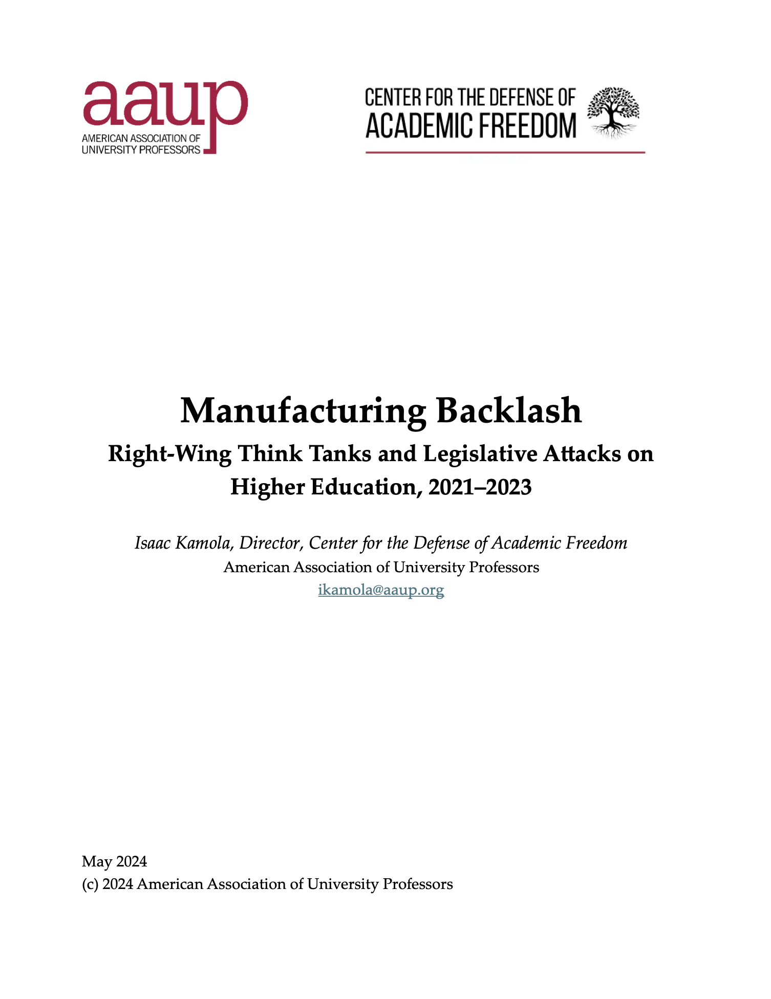 aaup
AMERICAN ASSOCIATION OF
UNIVERSITY PROFESSORS
CENTER FOR THE DEFENSE OF
ACADEMIC FREEDOM
Manufacturing Backlash
Right-Wing Think Tanks and Legislative Attacks on
Higher Education, 2021–2023
Isaac Kamola, Director, Center for the Defense of Academic Freedom
American Association of University Professors
ikamola@aaup.org
May 2024
(c) 2024 American Association of University Professors